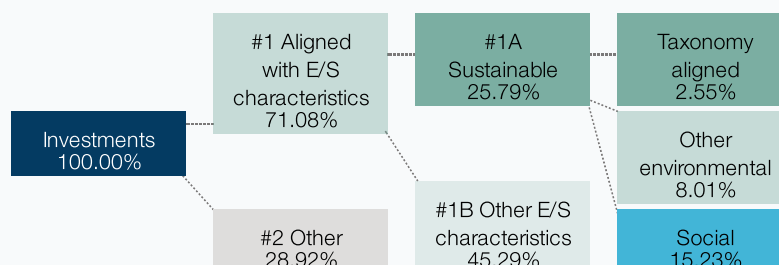 Investments
100.00%
#1 Aligned
with E/S
characteristics
71.08%
#2 Other
28.92%
#1A
Sustainable
25.79%
#1B Other E/S
characteristics
45.29%
Taxonomy
aligned
2.55%
Other
environmental
8.01%
Social
15.23%